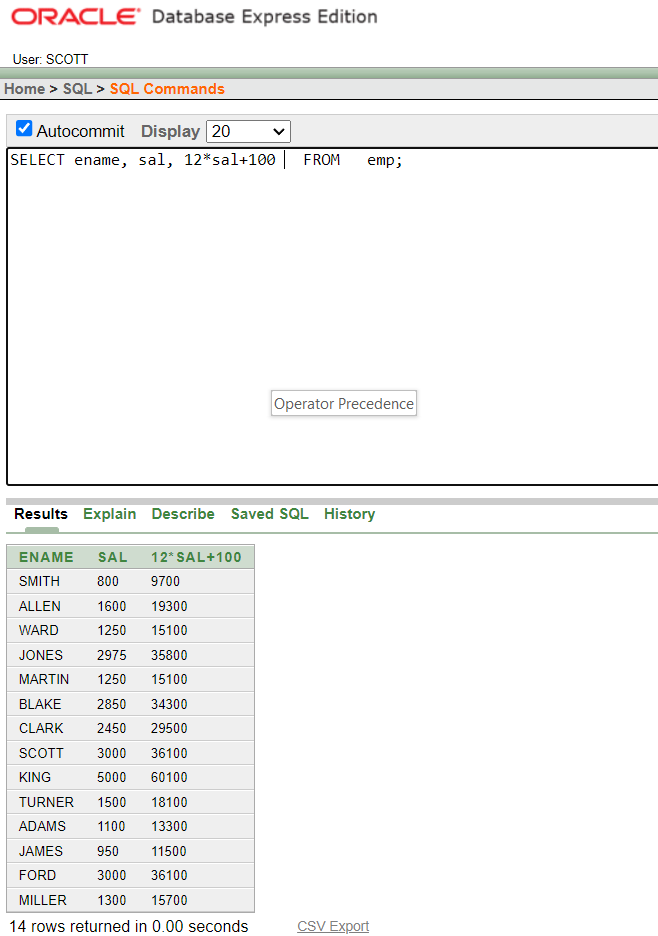 ORACLE Database Express Edition
User: SCOTT
Home > SQL > SQL Commands
Autocommit Display 20
SELECT ename, sal, 12*sal+100 FROM emp;
Operator Precedence
Results Explain Describe Saved SQL History
ENAME SAL 12*SAL+100
SMITH 800 9700
ALLEN 1600 19300
WARD 1250 15100
JONES 2975 35800
MARTIN 1250 15100
BLAKE 2850 34300
CLARK 2450 29500
SCOTT 3000 36100
KING 5000 60100
TURNER 1500 18100
ADAMS 1100 13300
JAMES 950 11500
FORD 3000 36100
MILLER 1300 15700
14 rows returned in 0.00 seconds CSV Export